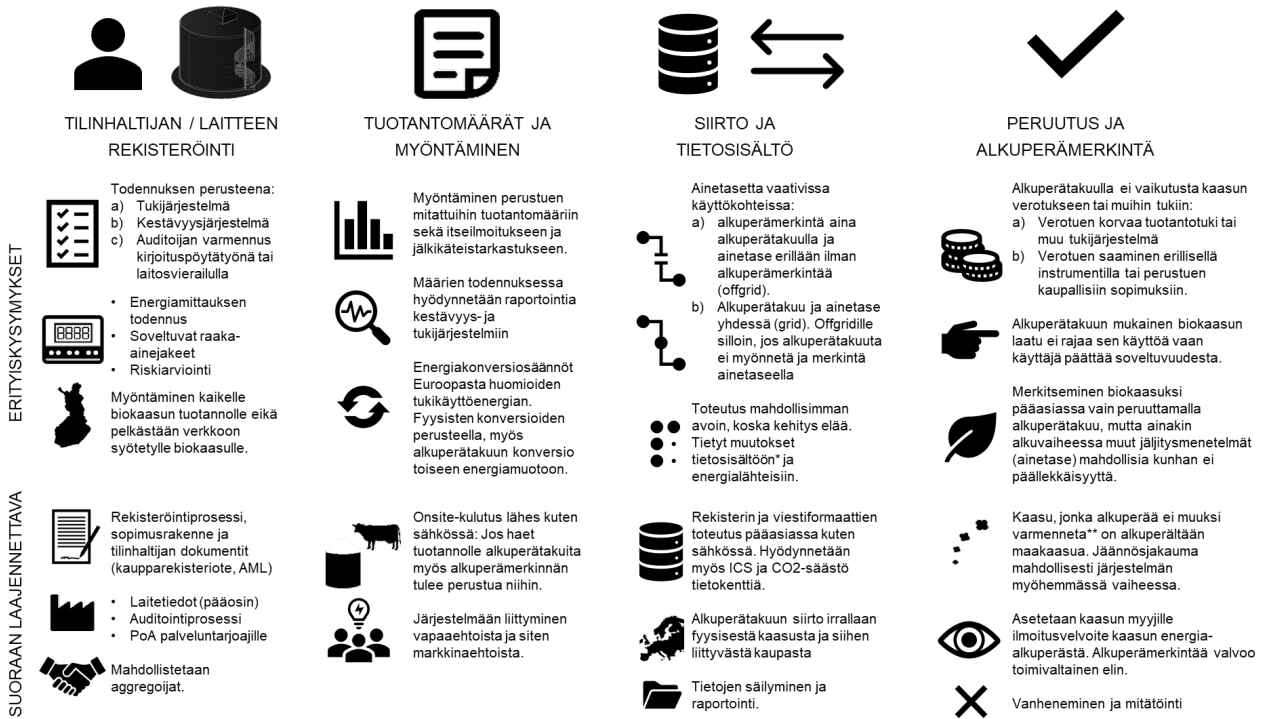 TILINHALTIJAN / LAITTEEN
REKISTERÖINTI
TUOTANTOMÄÄRÄT JA
MYÖNTÄMINEN
SIIRTO JA
TIETOSISÄLTÖ
PERUUTUS JA
ALKUPERÄMERKINTÄ
ERITYISKYSYMYKSET
Todennuksen perusteena:
a) Tukijärjestelmä
b) Kestävyysjärjestelmä
c) Auditoijan varmennus
kirjoituspöytätyönä tai
laitosvierailulla
• Energiamittauksen
todennus
• Soveltuvat raaka-
ainejakeet
• Riskiarviointi
Myöntäminen kaikelle
biokaasun tuotannolle eikä
pelkästään verkkoon
syötetylle biokaasulle.
Myöntäminen perustuen
mitattuihin tuotantomääriin
sekä itseilmoitukseen ja
jälkikäteistarkastukseen.
Määrien todennuksessa
hyödynnetään raportointia
kestävyys- ja
tukijärjestelmiin
Energiakonversiosäännöt
Euroopasta huomioiden
tukikäyttöenergian.
Fyysisten konversioiden
perusteella, myös
alkuperätakuun konversio
toiseen energiamuotoon.
Ainetasetta vaativissa
käyttökohteissa:
a) alkuperämerkintä aina
alkuperätakuulla ja
ainetase erillään ilman
alkuperämerkintää
(offgrid).
b) Alkuperätakuu ja ainetase
yhdessä (grid). Offgridille
silloin, jos alkuperätakuuta
ei myönnetä ja merkintä
ainetaseella
Toteutus mahdollisimman
avoin, koska kehitys elää.
Tietyt muutokset
tietosisältöön* ja
energialähteisiin.
Alkuperätakuulla ei vaikutusta kaasun
verotukseen tai muihin tukiin:
a) Verotuen korvaa tuotantotuki tai
muu tukijärjestelmä
b) Verotuen saaminen erillisellä
instrumentilla tai perustuen
kaupallisiin sopimuksiin.
Alkuperätakuun mukainen biokaasun
laatu ei rajaa sen käyttöä vaan
käyttäjä päättää soveltuvuudesta.
Merkitseminen biokaasuksi
pääasiassa vain peruuttamalla
alkuperätakuu, mutta ainakin
alkuvaiheessa muut jäljitysmenetelmät
(ainetase) mahdollisia kunhan ei
päällekkäisyyttä.
SUORAAN LAAJENNETTAVA
Rekisteröintiprosessi,
sopimusrakenne ja
tilinhaltijan dokumentit
(kaupparekisteriote, AML)
• Laitetiedot (pääosin)
• Auditointiprosessi
• PoA palveluntarjoajille
Mahdollistetaan
aggregoijat.
Onsite-kulutus lähes kuten
sähkössä: Jos haet
tuotannolle alkuperätakuita
myös alkuperämerkinnän
tulee perustua niihin.
Järjestelmään liittyminen
vapaaehtoista ja siten
markkinaehtoista.
Rekisterin ja viestiformaattien
toteutus pääasiassa kuten
sähkössä. Hyödynnetään
myös ICS ja CO2-säästö
tietokenttiä.
Alkuperätakuun siirto irrallaan
fyysisestä kaasusta ja siihen
liittyvästä kaupasta
Tietojen säilyminen ja
raportointi.
Kaasu, jonka alkuperää ei muuksi
varmenneta** on alkuperältään
maakaasua. Jäännösjakauma
mahdollisesti järjestelmän
myöhemmässä vaiheessa.
Asetetaan kaasun myyjille
ilmoitusvelvoite kaasun energia-
alkuperästä. Alkuperämerkintää valvoo
toimivaltainen elin.
Vanheneminen ja mitätöinti